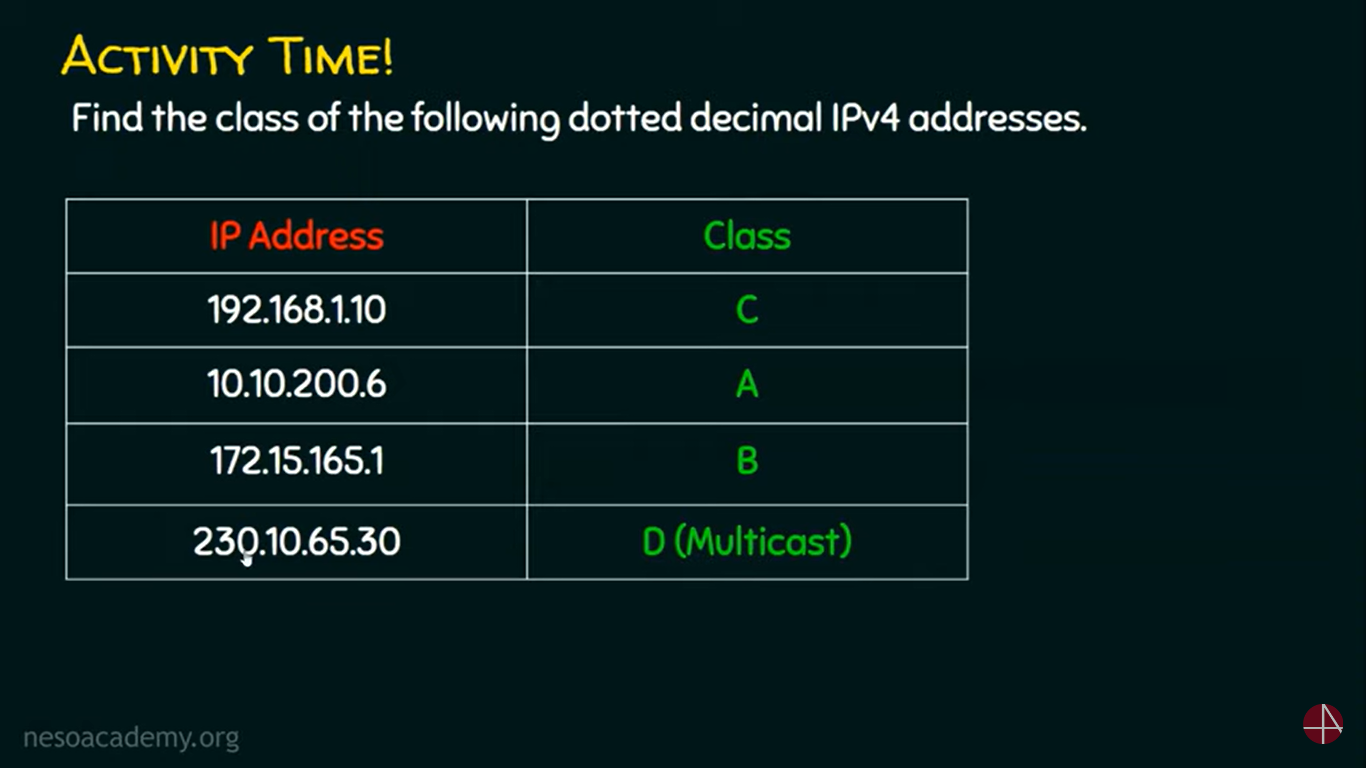 ACTIVITY TIME!
Find the class of the following dotted decimal IPv4 addresses.
IP Address Class
192.168.1.10 C
10.10.200.6 A
172.15.165.1 B
230.10.65.30 D (Multicast)
nesoacademy.org